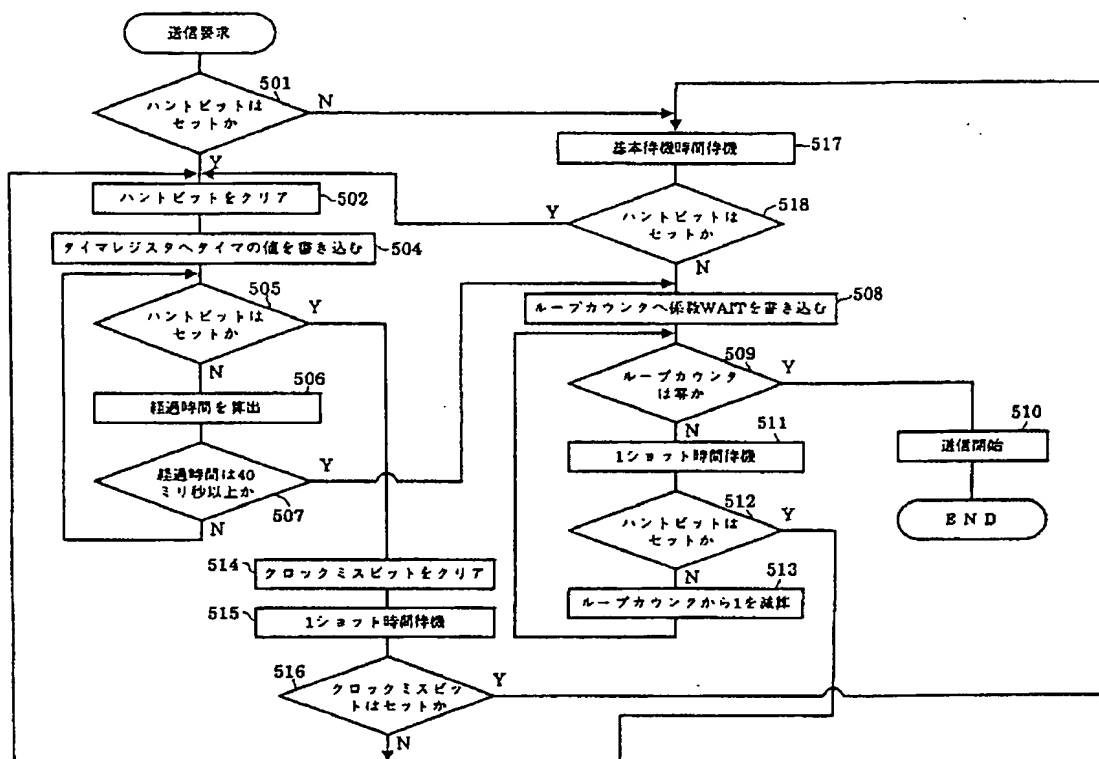 送信要求
501
ハントビットは
セットか
N
Y
ハントビットをクリア
502
タイマレジスタへタイマの値を書き込む
504
505
ハントビットは
セットか
Y
N
506
経過時間を算出
経過時間は40
ミリ秒以上か
Y
507
N
514
クロックミスビットをクリア
515
1ショット時間待機
516
クロックミスビッ
トはセットか
Y
N
基本待機時間待機
517
518
ハントビットは
セットか
Y
N
ループカウンタへ係数WAITを書き込む
508
509
ループカウンタ
は零か
Y
N
510
送信開始
END
511
1ショット時間待機
512
ハントビットは
セットか
Y
N
513
ループカウンタから1を減算